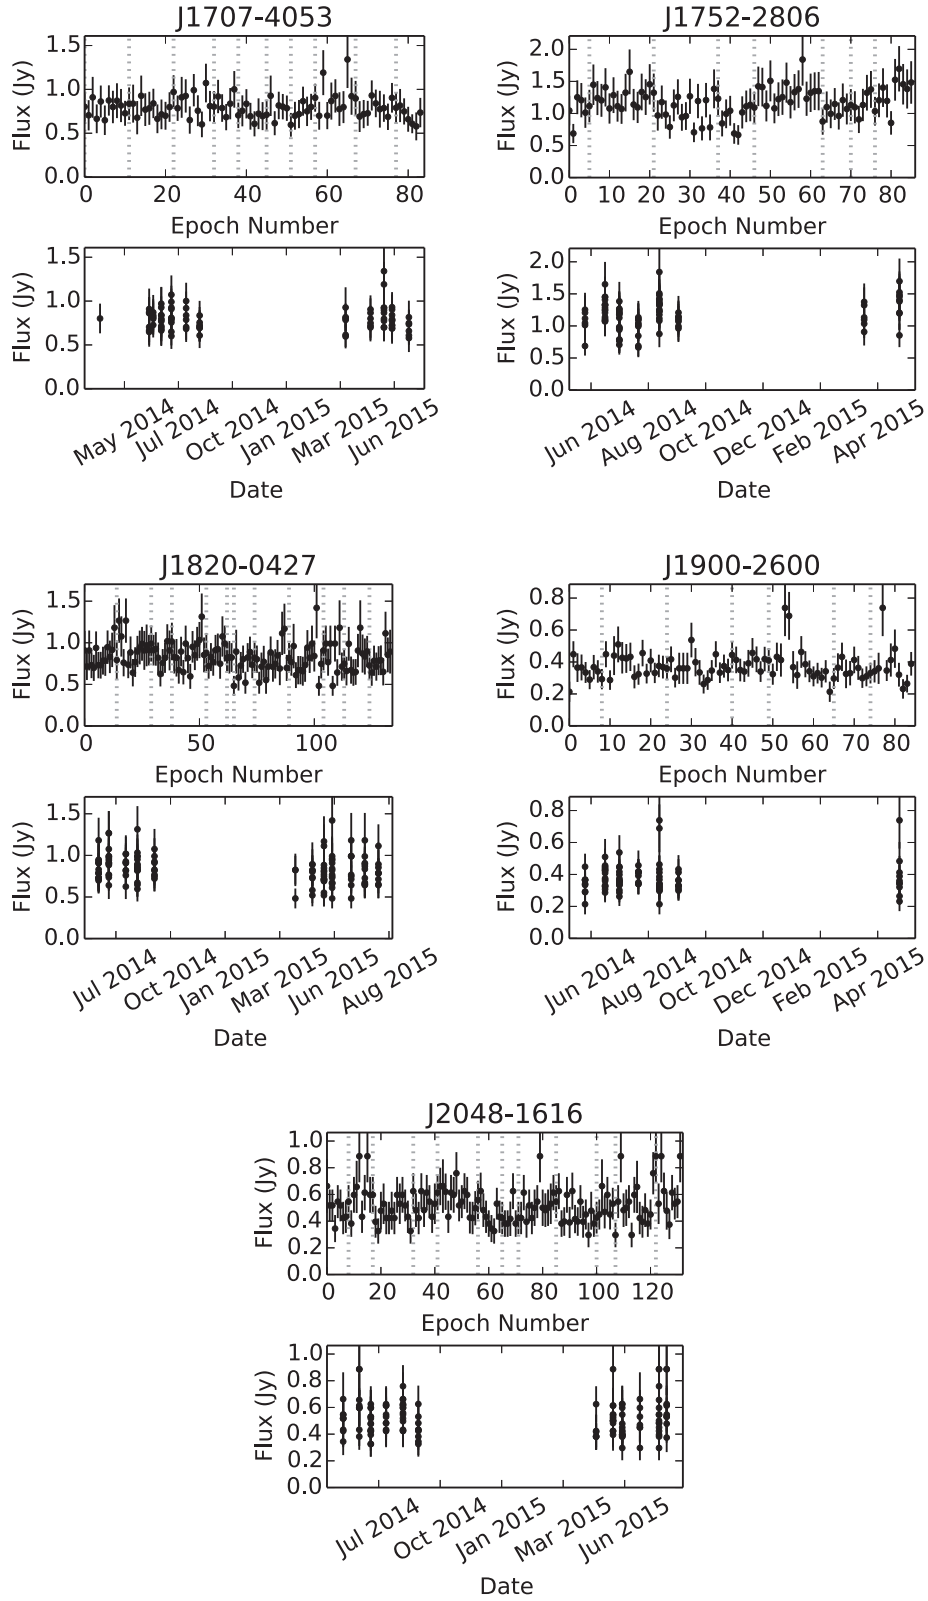 J1707-4053
Flux (Jy)
1.5
1.0
0.5
0.0
0 20 40 60 80
Epoch Number
Flux (Jy)
1.5
1.0
0.5
0.0
May 2014 Jul 2014 Oct 2014 Jan 2015 Mar 2015 Jun 2015
Date
J1752-2806
Flux (Jy)
2.0
1.5
1.0
0.5
0.0
0 10 20 30 40 50 60 70 80
Epoch Number
Flux (Jy)
2.0
1.5
1.0
0.5
0.0
Jun 2014 Aug 2014 Oct 2014 Dec 2014 Feb 2015 Apr 2015
Date
J1820-0427
Flux (Jy)
1.5
1.0
0.5
0.0
0 50 100
Epoch Number
Flux (Jy)
1.5
1.0
0.5
0.0
Jul 2014 Oct 2014 Jan 2015 Mar 2015 Jun 2015 Aug 2015
Date
J1900-2600
Flux (Jy)
0.8
0.6
0.4
0.2
0.0
0 10 20 30 40 50 60 70 80
Epoch Number
Flux (Jy)
0.8
0.6
0.4
0.2
0.0
Jun 2014 Aug 2014 Oct 2014 Dec 2014 Feb 2015 Apr 2015
Date
J2048-1616
Flux (Jy)
1.0
0.8
0.6
0.4
0.2
0.0
0 20 40 60 80 100 120
Epoch Number
Flux (Jy)
1.0
0.8
0.6
0.4
0.2
0.0
Jul 2014 Oct 2014 Jan 2015 Mar 2015 Jun 2015
Date